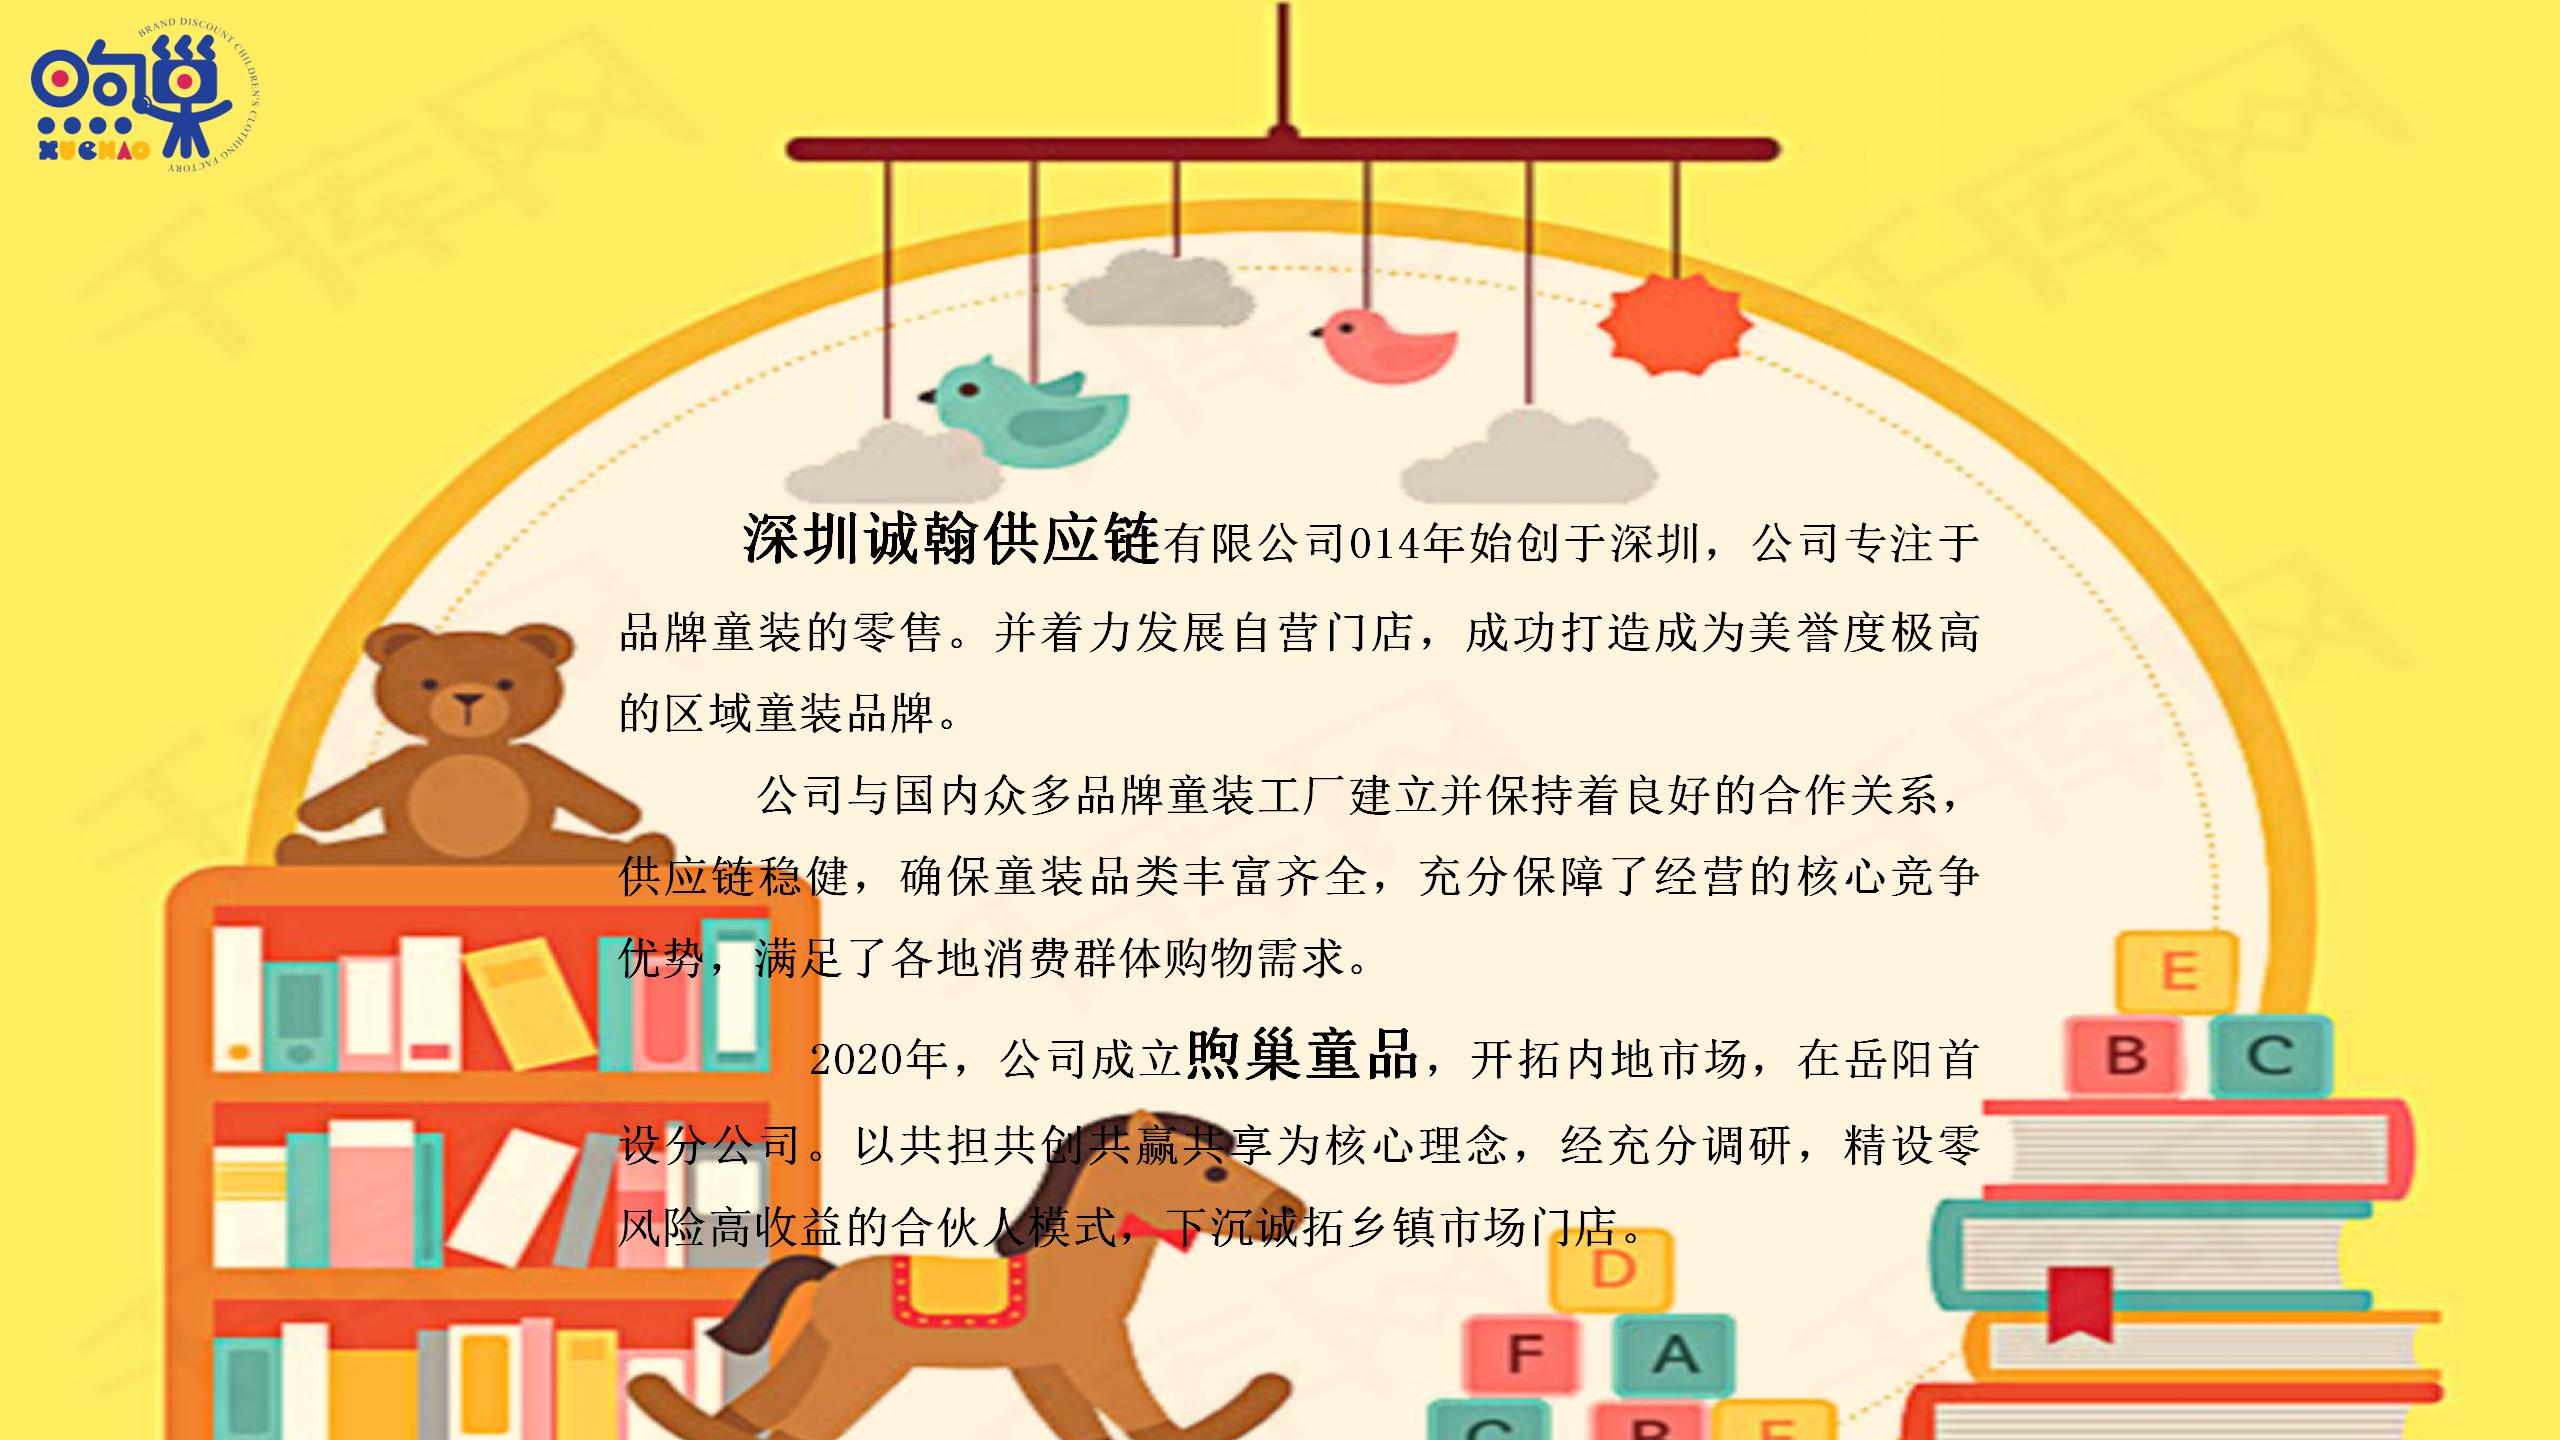 BRAND DISCOUNT CHILDREN'S CLOTHING FACTORY
煦巢
XUCHAO
深圳诚翰供应链有限公司014年始创于深圳，公司专注于
品牌童装的零售。并着力发展自营门店，成功打造成为美誉度极高
的区域童装品牌。
公司与国内众多品牌童装工厂建立并保持着良好的合作关系，
供应链稳健，确保童装品类丰富齐全，充分保障了经营的核心竞争
优势，满足了各地消费群体购物需求。
2020年，公司成立煦巢童品，开拓内地市场，在岳阳首
设分公司。以共担共创共赢共享为核心理念，经充分调研，精设零
风险高收益的合伙人模式，下沉诚拓乡镇市场门店。
E
B C
D
F A
C B E
千库网